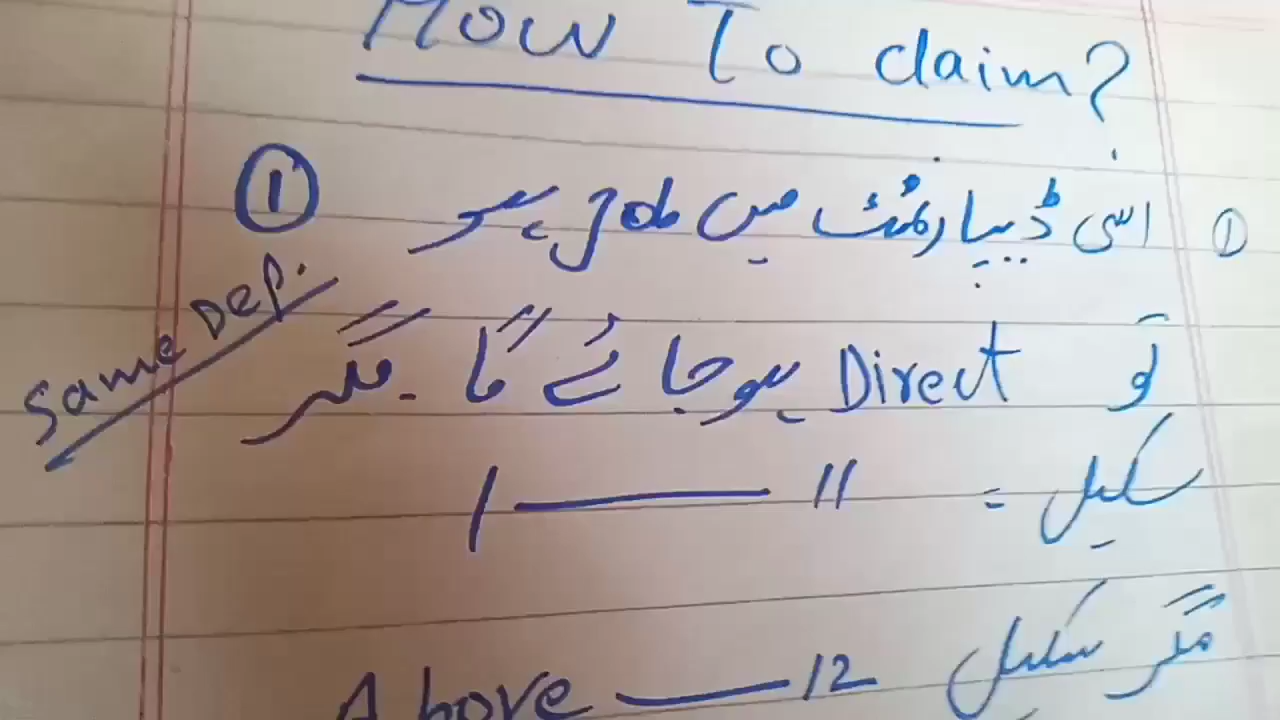 How To claim?
① اسی ڈیپارٹمنٹ میں Job ہو ①
Same Dep.
تو Direct ہو جائے گا ۔ مگر
سکیل = 11 — 1
مگر سکیل 12 — Above